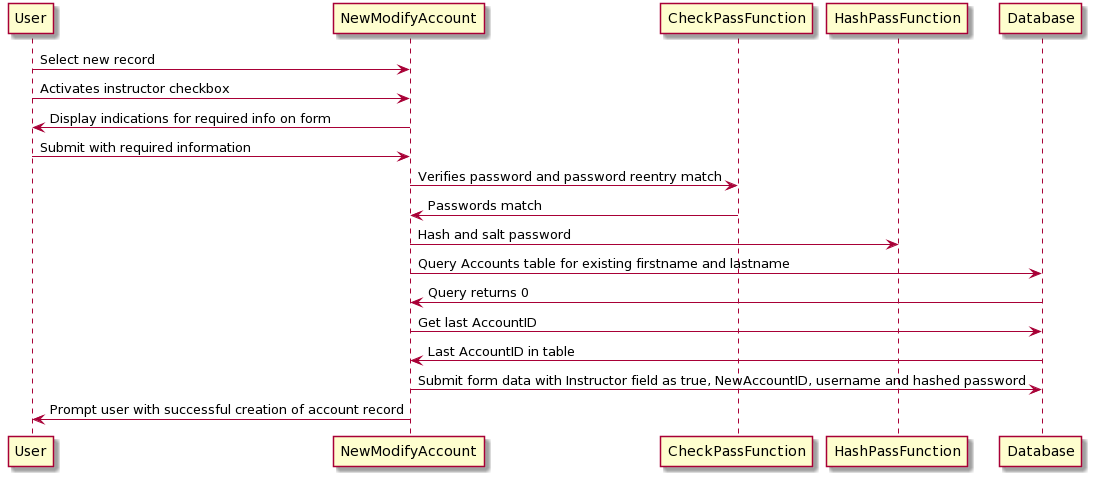 User NewModifyAccount CheckPassFunction HashPassFunction Database
Select new record
Activates instructor checkbox
Display indications for required info on form
Submit with required information
Verifies password and password reentry match
Passwords match
Hash and salt password
Query Accounts table for existing firstname and lastname
Query returns 0
Get last AccountID
Last AccountID in table
Submit form data with Instructor field as true, NewAccountID, username and hashed password
Prompt user with successful creation of account record
User NewModifyAccount CheckPassFunction HashPassFunction Database